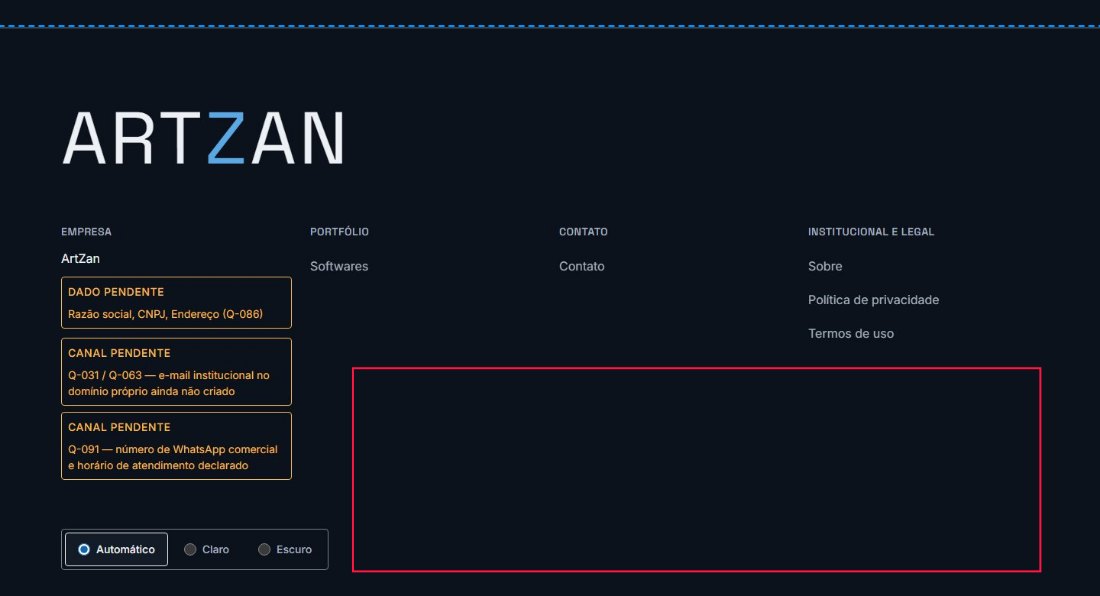 ARTZAN
EMPRESA
ArtZan
DADO PENDENTE
Razão social, CNPJ, Endereço (Q-086)
CANAL PENDENTE
Q-031 / Q-063 — e-mail institucional no
domínio próprio ainda não criado
CANAL PENDENTE
Q-091 — número de WhatsApp comercial
e horário de atendimento declarado
PORTFÓLIO
Softwares
CONTATO
Contato
INSTITUCIONAL E LEGAL
Sobre
Política de privacidade
Termos de uso
Automático
Claro
Escuro